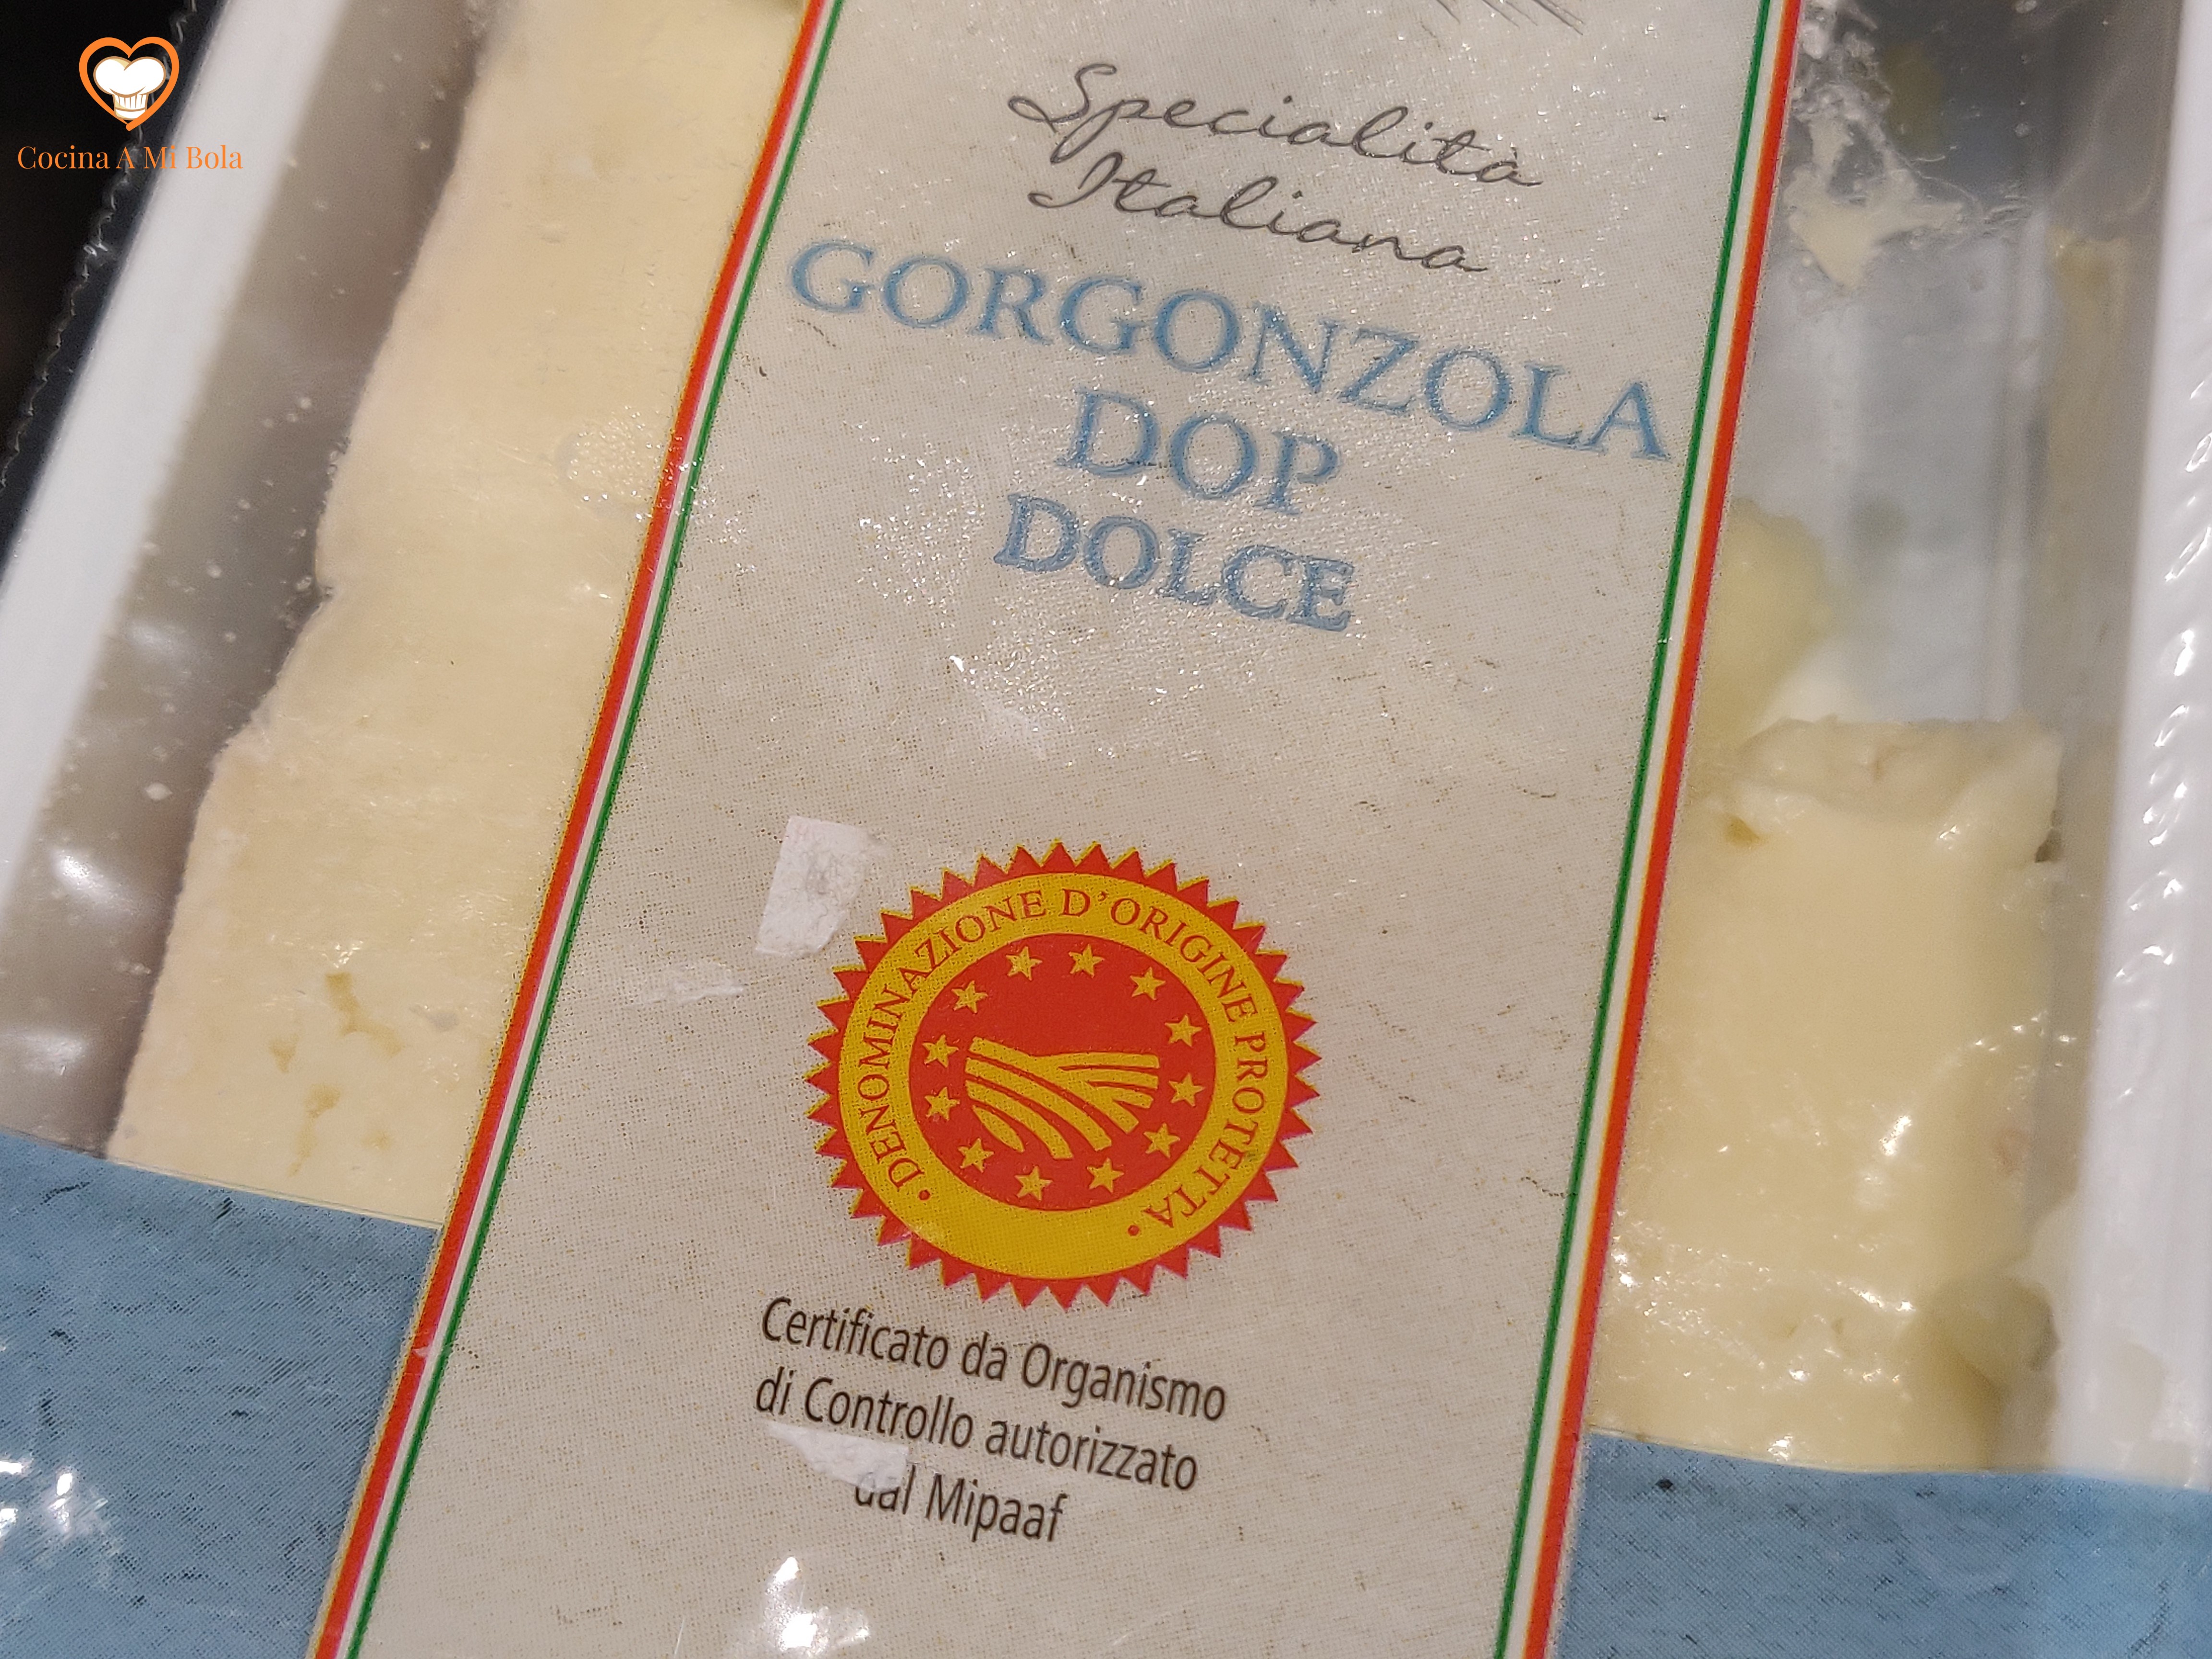 Cocina A Mi Bola
Specialità
Italiana
GORGONZOLA
DOP
DOLCE
• DENOMINAZIONE D'ORIGINE PROTETTA •
Certificato da Organismo
di Controllo autorizzato
dal Mipaaf